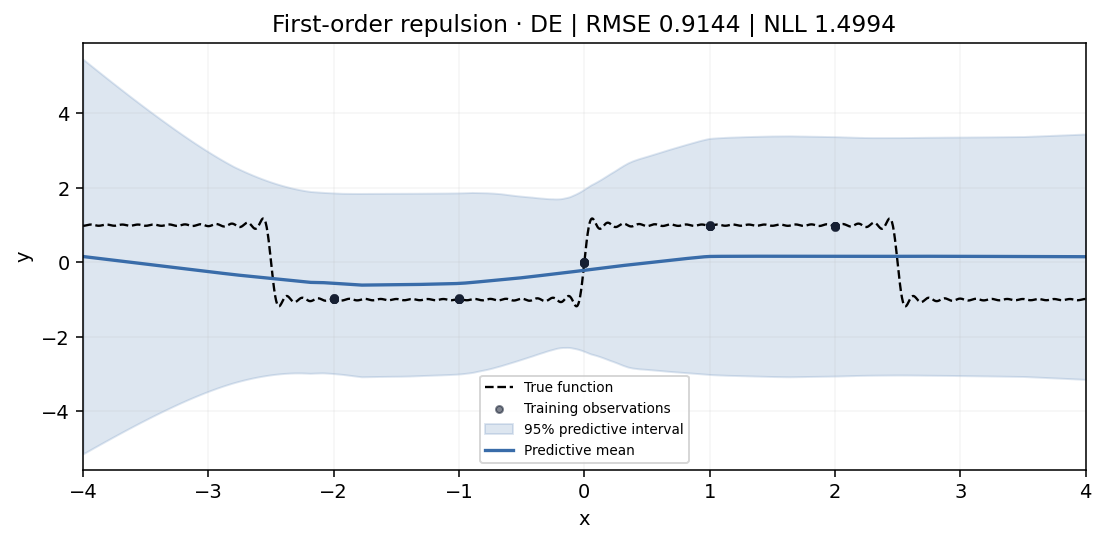 First-order repulsion · DE | RMSE 0.9144 | NLL 1.4994
y
4
2
0
−2
−4
True function
Training observations
95% predictive interval
Predictive mean
−4 −3 −2 −1 0 1 2 3 4
x